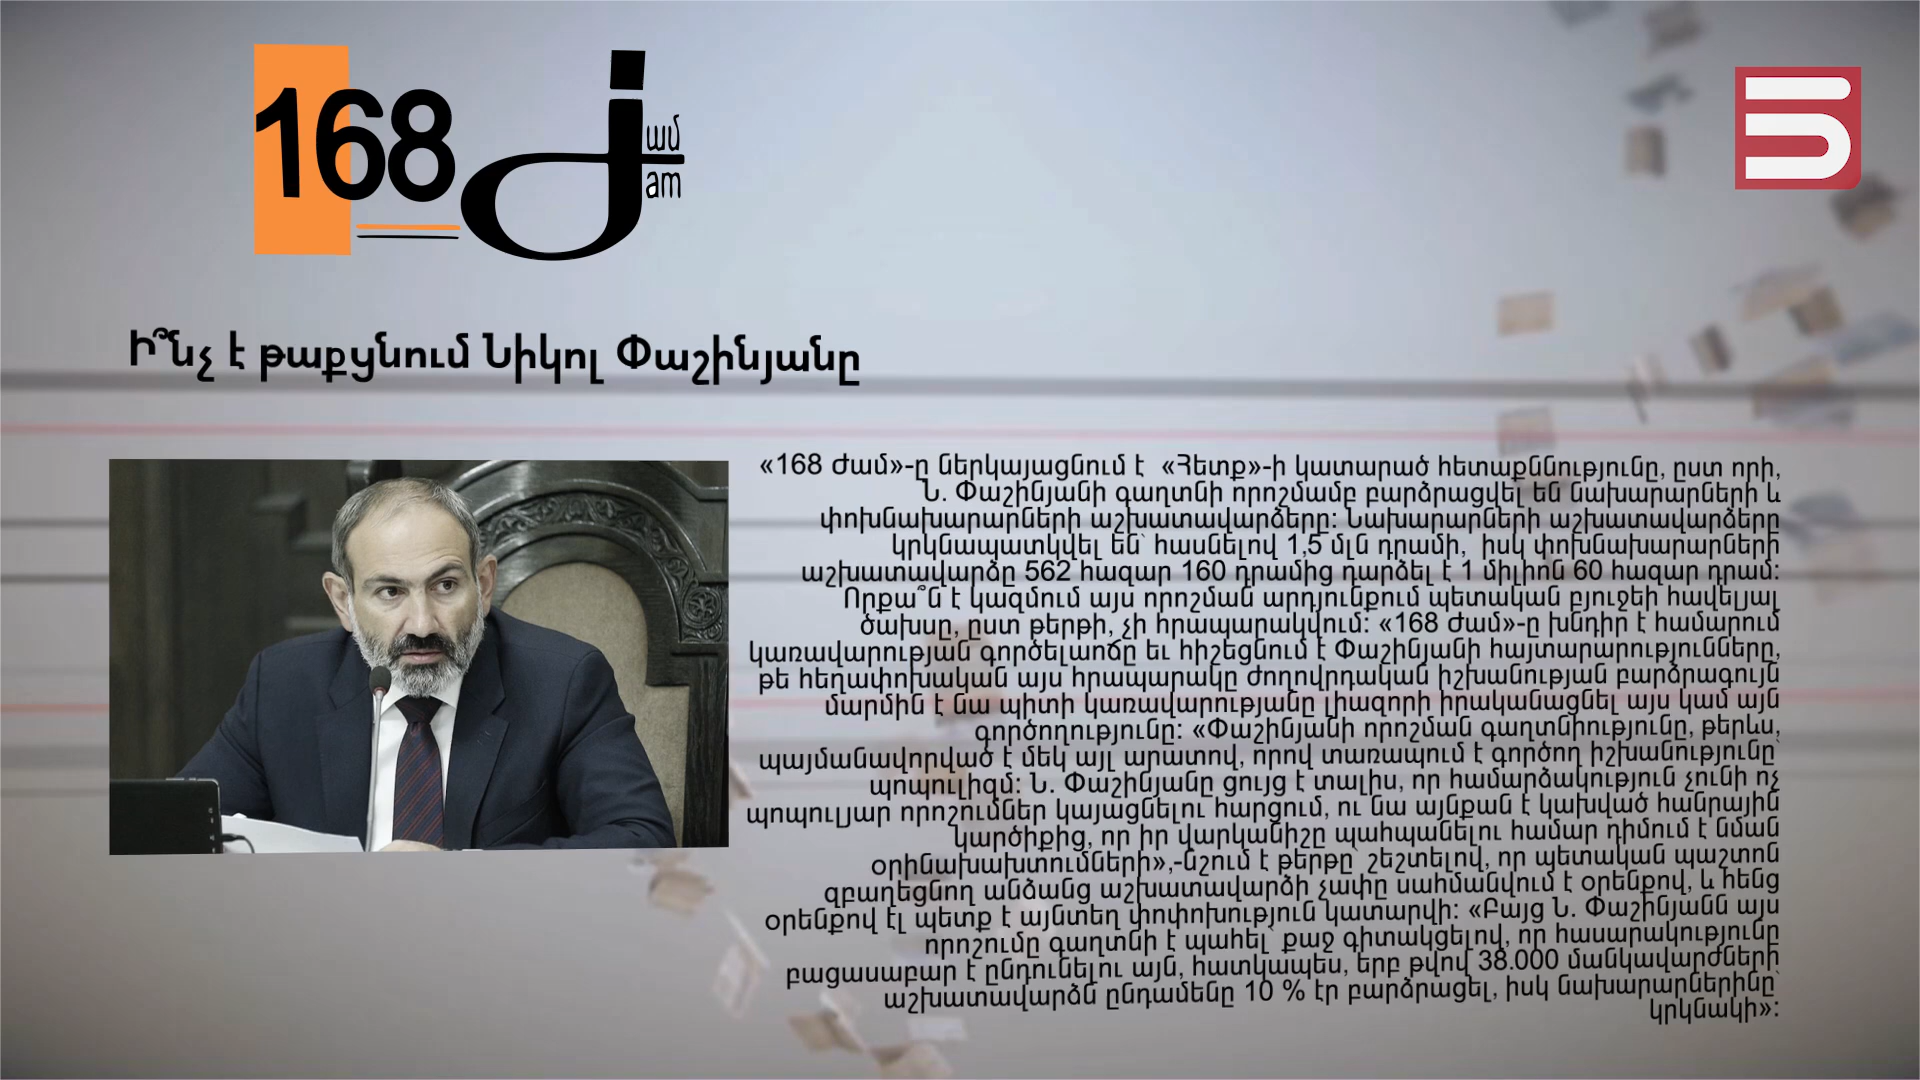 168 Ժամ
am
Ի՞նչ է թաքցնում Նիկոլ Փաշինյանը
«168 Ժամ»-ը ներկայացնում է «Հետք»-ի կատարած հետաքննությունը, ըստ որի,
Ն. Փաշինյանի գաղտնի որոշմամբ բարձրացվել են նախարարների և
փոխնախարարների աշխատավարձերը: Նախարարների աշխատավարձերը
կրկնապատկվել են՝ հասնելով 1,5 մլն դրամի, իսկ փոխնախարարների
աշխատավարձը 562 հազար 160 դրամից դարձել է 1 միլիոն 60 հազար դրամ:
Որքա՞ն է կազմում այս որոշման արդյունքում պետական բյուջեի հավելյալ
ծախսը, ըստ թերթի, չի հրապարակվում: «168 Ժամ»-ը խնդիր է համարում
կառավարության գործելաոճը եւ հիշեցնում է Փաշինյանի հայտարարությունները,
թե հեղափոխական այս հրապարակը ժողովրդական իշխանության բարձրագույն
մարմին է նա պիտի կառավարությանը լիազորի իրականացնել այս կամ այն
գործողությունը: «Փաշինյանի որոշման գաղտնիությունը, թերևս,
պայմանավորված է մեկ այլ արատով, որով տառապում է գործող իշխանությունը՝
պոպուլիզմ: Ն. Փաշինյանը ցույց է տալիս, որ համարձակություն չունի ոչ
պոպուլյար որոշումներ կայացնելու հարցում, ու նա այնքան է կախված հանրային
կարծիքից, որ իր վարկանիշը պահպանելու համար դիմում է նման
օրինախախտումների»,-նշում է թերթը՝ շեշտելով, որ պետական պաշտոն
զբաղեցնող անձանց աշխատավարձի չափը սահմանվում է օրենքով, և հենց
օրենքով էլ պետք է այնտեղ փոփոխություն կատարվի: «Բայց Ն. Փաշինյանն այս
որոշումը գաղտնի է պահել՝ քաջ գիտակցելով, որ հասարակությունը
բացասաբար է ընդունելու այն, հատկապես, երբ թվով 38.000 մանկավարժների
աշխատավարձն ընդամենը 10 % էր բարձրացել, իսկ նախարարներինը՝
կրկնակի»: